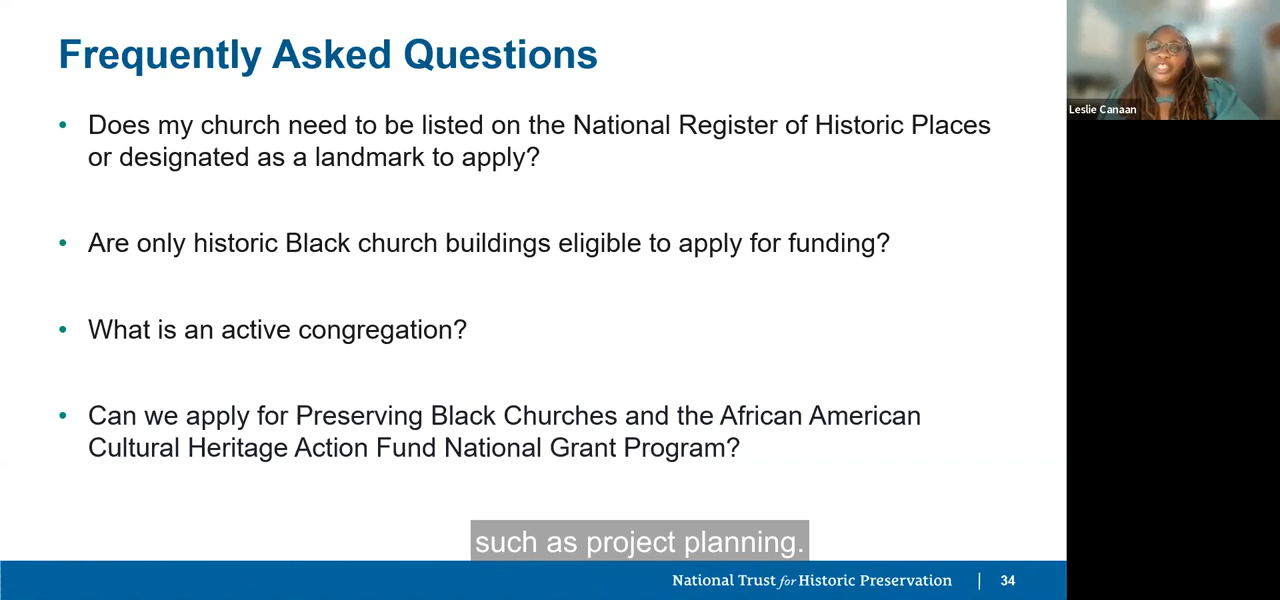 Frequently Asked Questions
• Does my church need to be listed on the National Register of Historic Places
or designated as a landmark to apply?
• Are only historic Black church buildings eligible to apply for funding?
• What is an active congregation?
• Can we apply for Preserving Black Churches and the African American
Cultural Heritage Action Fund National Grant Program?
such as project planning.
National Trust for Historic Preservation | 34
Leslie Canaan